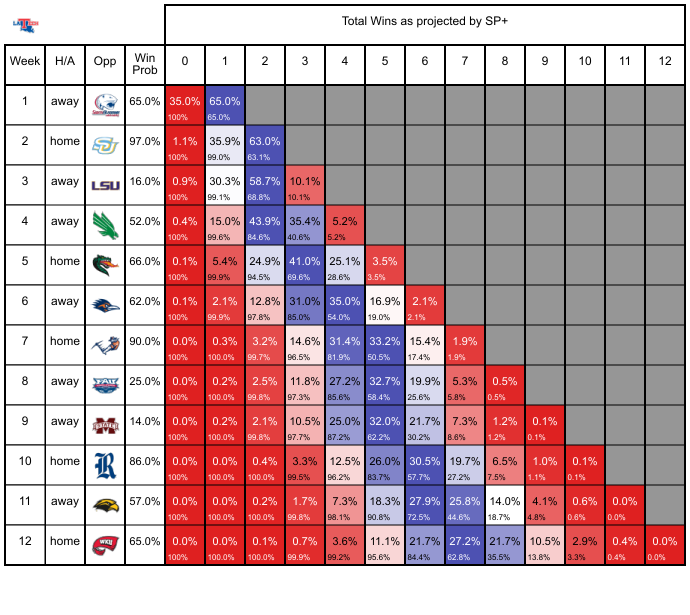 Total Wins as projected by SP+
Week H/A Opp Win Prob 0 1 2 3 4 5 6 7 8 9 10 11 12
1 away 65.0% 35.0% 65.0%
100% 65.0%
2 home 97.0% 1.1% 35.9% 63.0%
100% 99.0% 63.1%
3 away LSU 16.0% 0.9% 30.3% 58.7% 10.1%
100% 99.1% 68.8% 10.1%
4 away 52.0% 0.4% 15.0% 43.9% 35.4% 5.2%
100% 99.6% 84.6% 40.6% 5.2%
5 home 66.0% 0.1% 5.4% 24.9% 41.0% 25.1% 3.5%
100% 99.9% 94.5% 69.6% 28.6% 3.5%
6 away 62.0% 0.1% 2.1% 12.8% 31.0% 35.0% 16.9% 2.1%
100% 99.9% 97.8% 85.0% 54.0% 19.0% 2.1%
7 home 90.0% 0.0% 0.3% 3.2% 14.6% 31.4% 33.2% 15.4% 1.9%
100% 100.0% 99.7% 96.5% 81.9% 50.5% 17.4% 1.9%
8 away FAU 25.0% 0.0% 0.2% 2.5% 11.8% 27.2% 32.7% 19.9% 5.3% 0.5%
100% 100.0% 99.8% 97.3% 85.6% 58.4% 25.6% 5.8% 0.5%
9 away 14.0% 0.0% 0.2% 2.1% 10.5% 25.0% 32.0% 21.7% 7.3% 1.2% 0.1%
100% 100.0% 99.8% 97.7% 87.2% 62.2% 30.2% 8.6% 1.2% 0.1%
10 home R 86.0% 0.0% 0.0% 0.4% 3.3% 12.5% 26.0% 30.5% 19.7% 6.5% 1.0% 0.1%
100% 100.0% 100.0% 99.5% 96.2% 83.7% 57.7% 27.2% 7.5% 1.1% 0.1%
11 away 57.0% 0.0% 0.0% 0.2% 1.7% 7.3% 18.3% 27.9% 25.8% 14.0% 4.1% 0.6% 0.0%
100% 100.0% 100.0% 99.8% 98.1% 90.8% 72.5% 44.6% 18.7% 4.8% 0.6% 0.0%
12 home WKU 65.0% 0.0% 0.0% 0.1% 0.7% 3.6% 11.1% 21.7% 27.2% 21.8% 10.5% 2.9% 0.4% 0.0%
100% 100.0% 100.0% 99.9% 99.2% 95.6% 84.4% 62.8% 35.5% 13.8% 3.3% 0.4% 0.0%